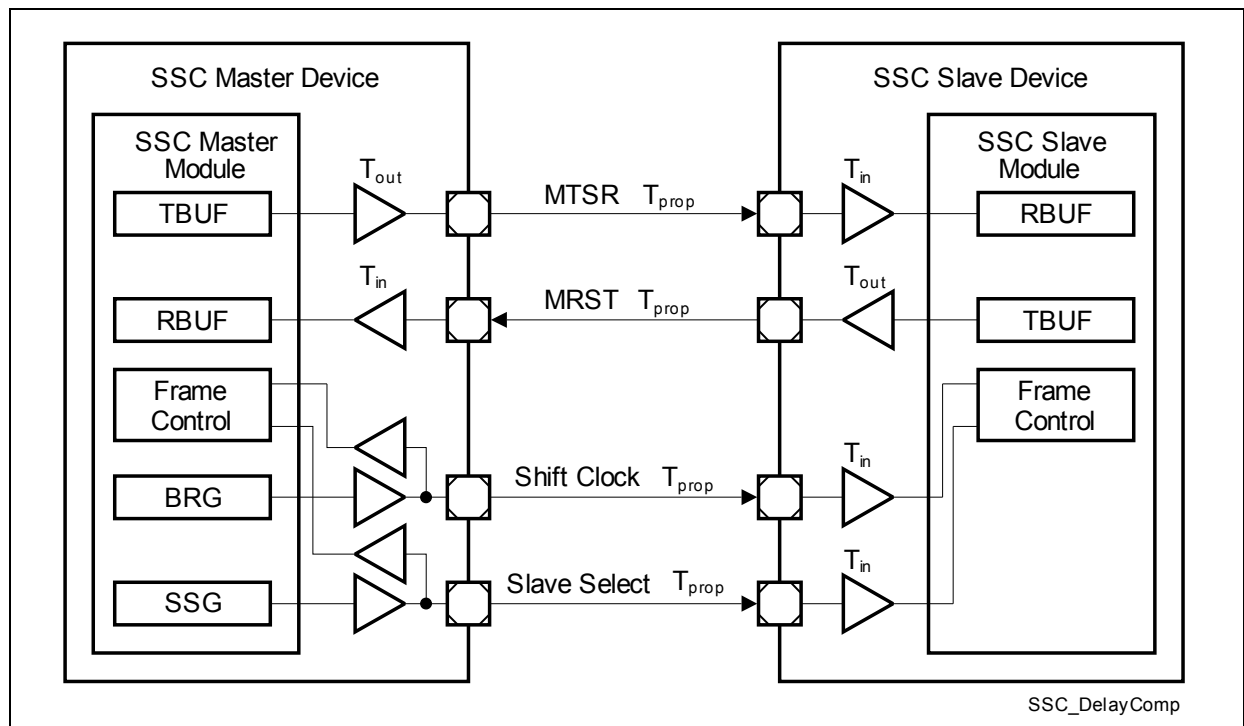 SSC Master Device
SSC Slave Device
SSC Master
Module
SSC Slave
Module
Tout
Tin
TBUF
MTSR Tprop
RBUF
Tin
Tout
RBUF
MRST Tprop
TBUF
Frame
Control
Frame
Control
Tin
BRG
Shift Clock Tprop
Tin
SSG
Slave Select Tprop
SSC_DelayComp